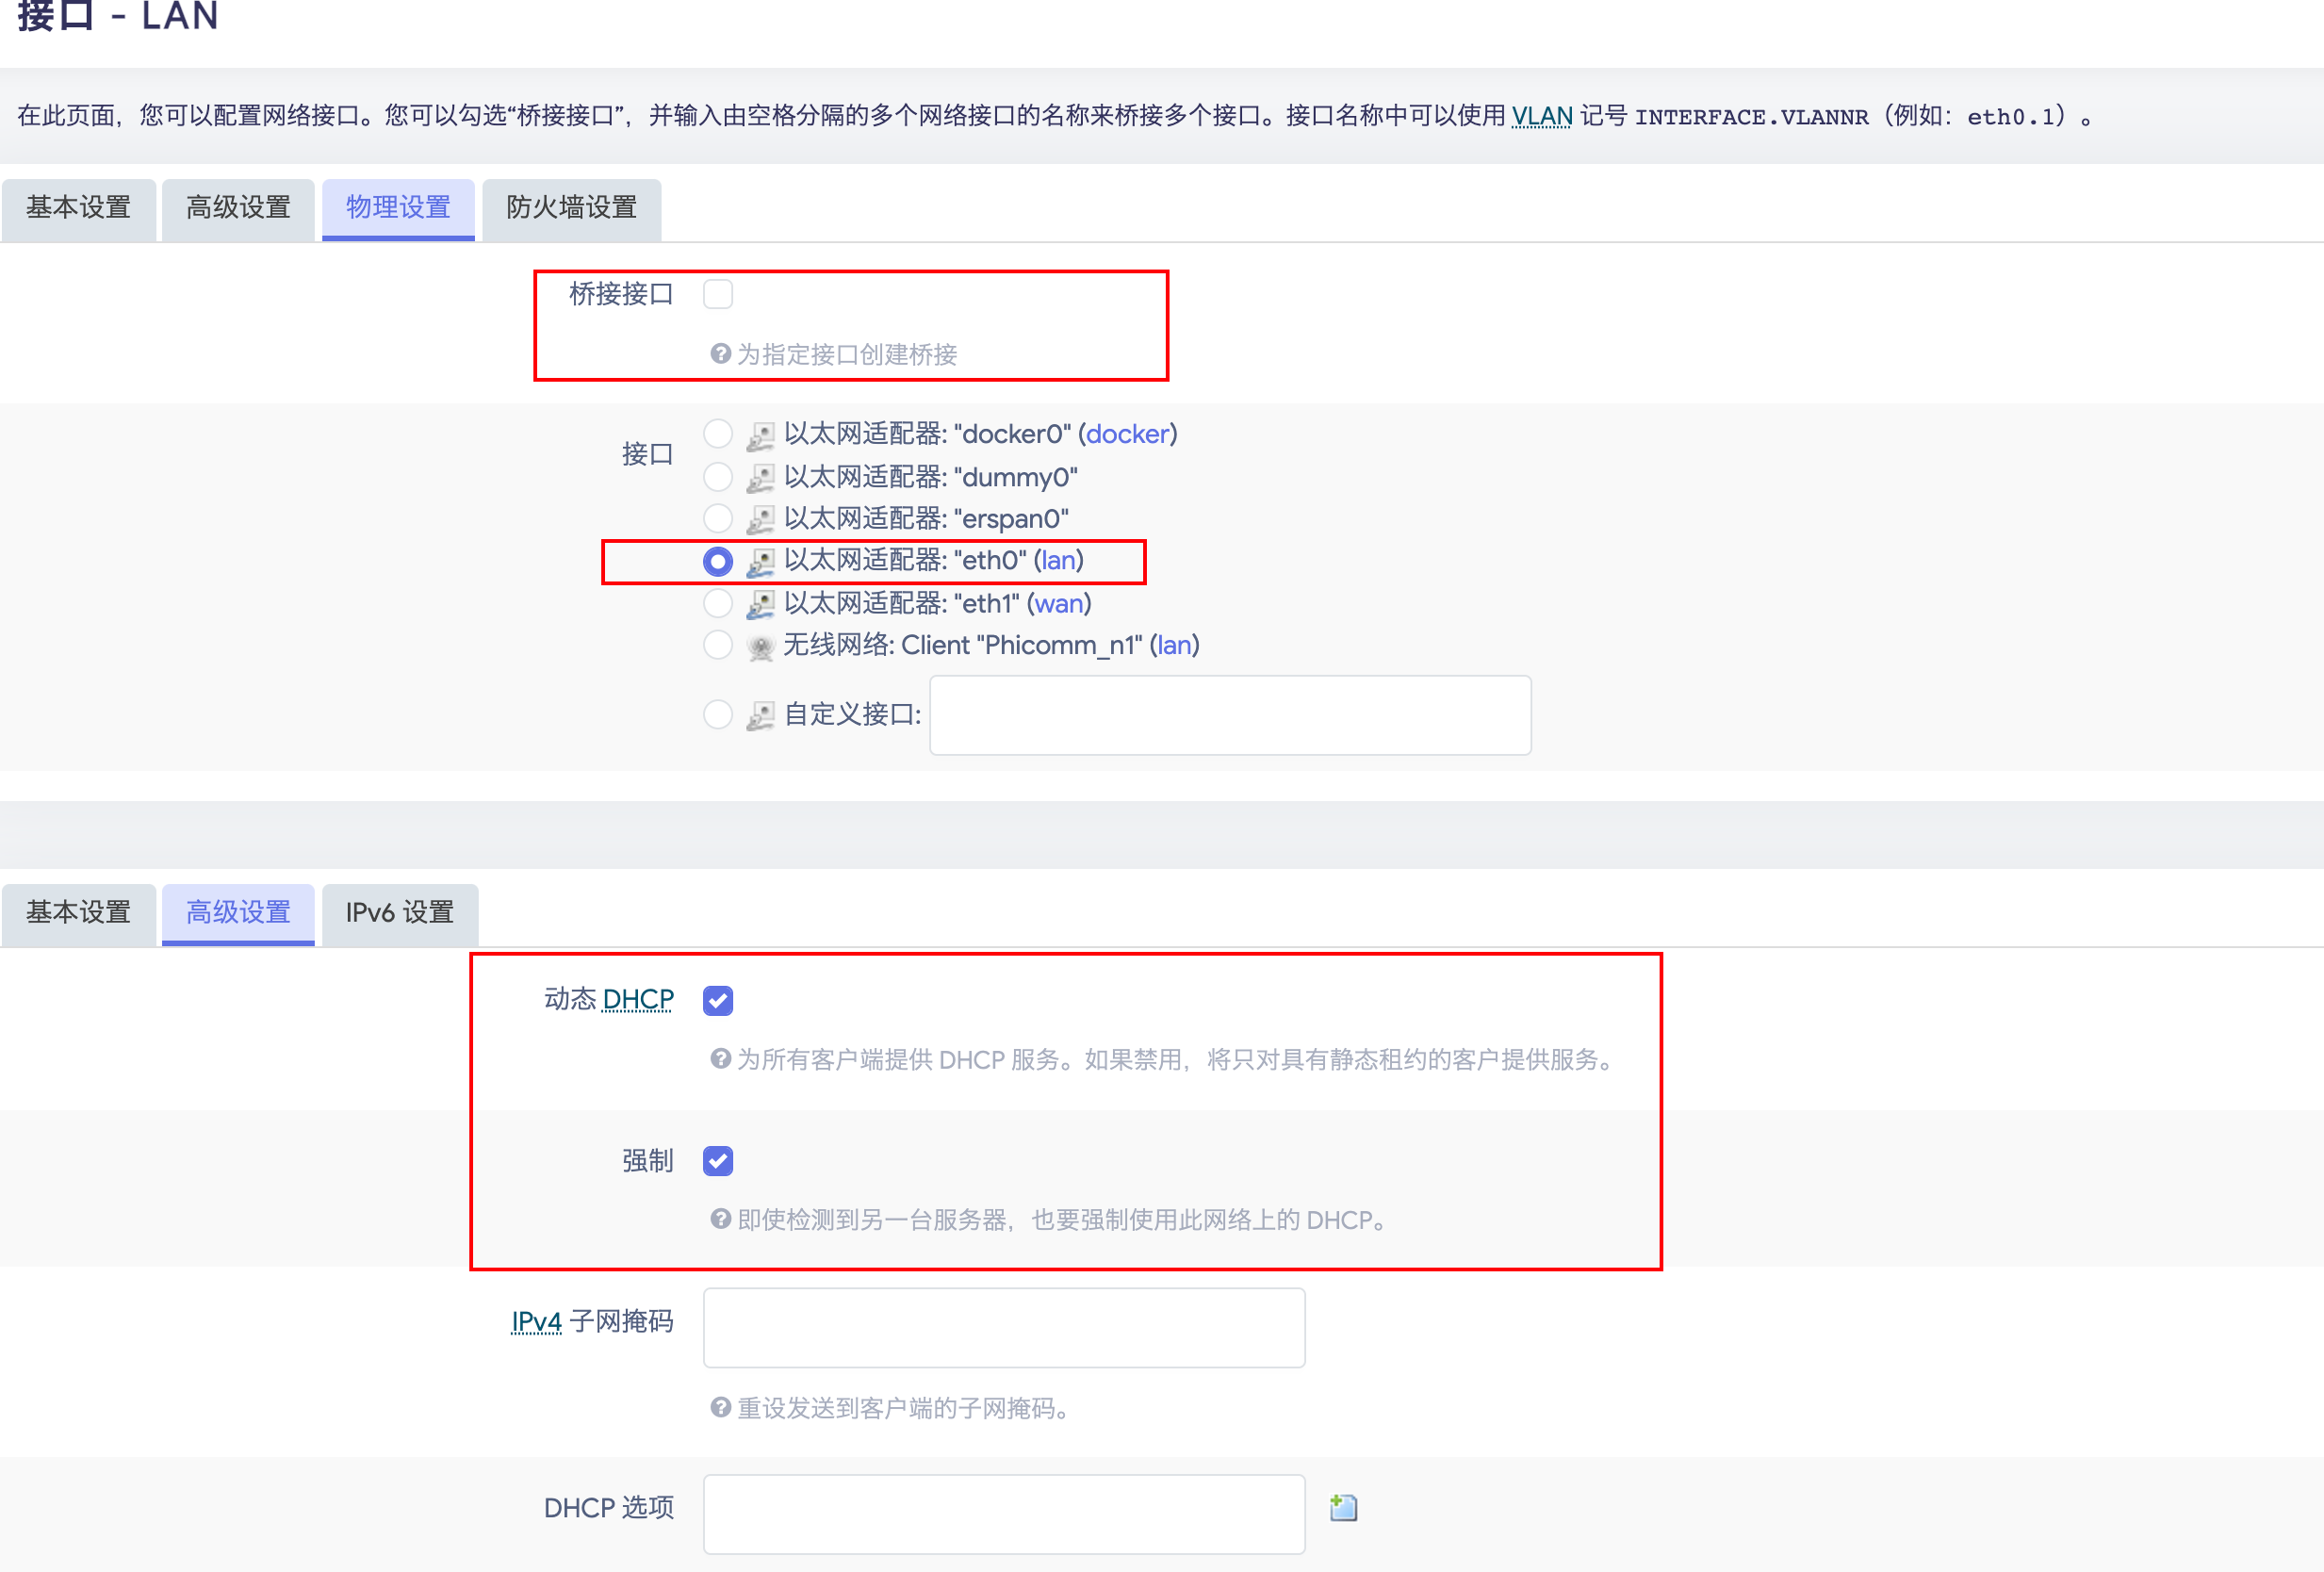 接口 - LAN
在此页面，您可以配置网络接口。您可以勾选“桥接接口”，并输入由空格分隔的多个网络接口的名称来桥接多个接口。接口名称中可以使用 VLAN 记号 INTERFACE.VLANNR（例如：eth0.1）。
基本设置 高级设置 物理设置 防火墙设置
桥接接口
为指定接口创建桥接
接口
以太网适配器: "docker0" (docker)
以太网适配器: "dummy0"
以太网适配器: "erspan0"
以太网适配器: "eth0" (lan)
以太网适配器: "eth1" (wan)
无线网络: Client "Phicomm_n1" (lan)
自定义接口:
基本设置 高级设置 IPv6 设置
动态 DHCP
为所有客户端提供 DHCP 服务。如果禁用，将只对具有静态租约的客户提供服务。
强制
即使检测到另一台服务器，也要强制使用此网络上的 DHCP。
IPv4 子网掩码
重设发送到客户端的子网掩码。
DHCP 选项